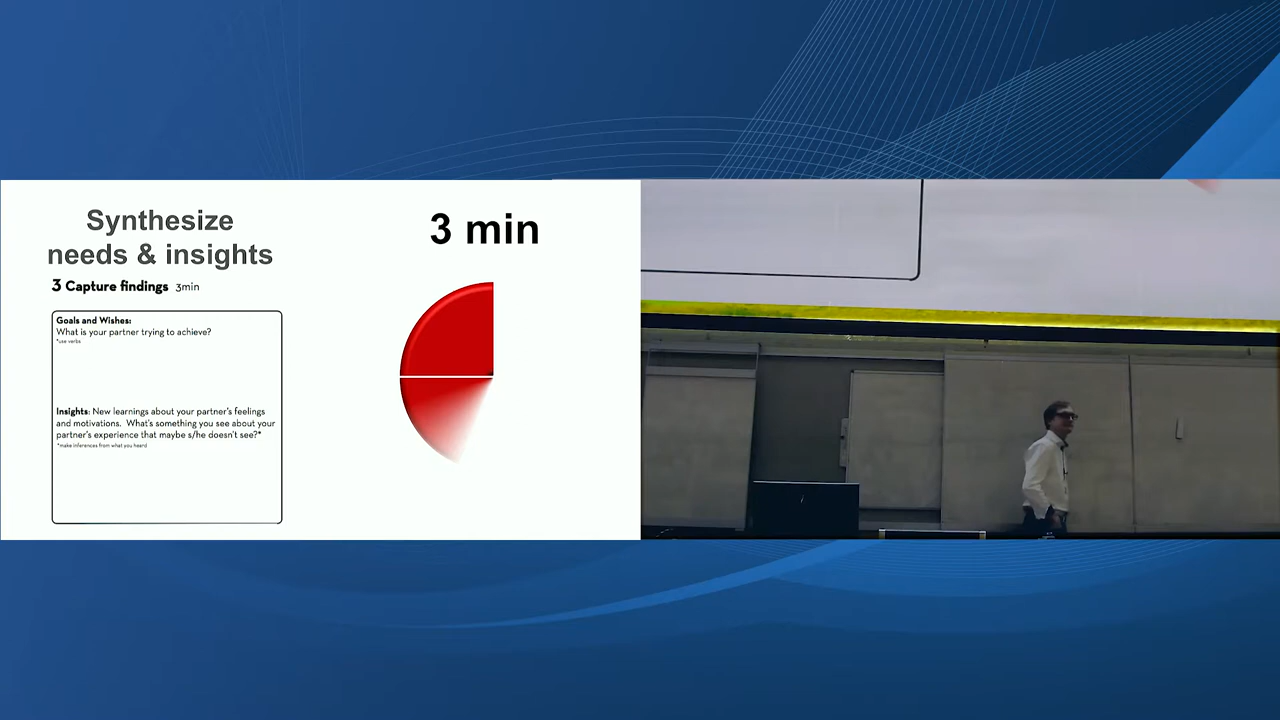 Synthesize
needs & insights
3 Capture findings 3min
Goals and Wishes:
What is your partner trying to achieve?
*use verbs
Insights: New learnings about your partner's feelings
and motivations. What's something you see about your
partner's experience that maybe s/he doesn't see?*
*make inferences from what you heard
3 min